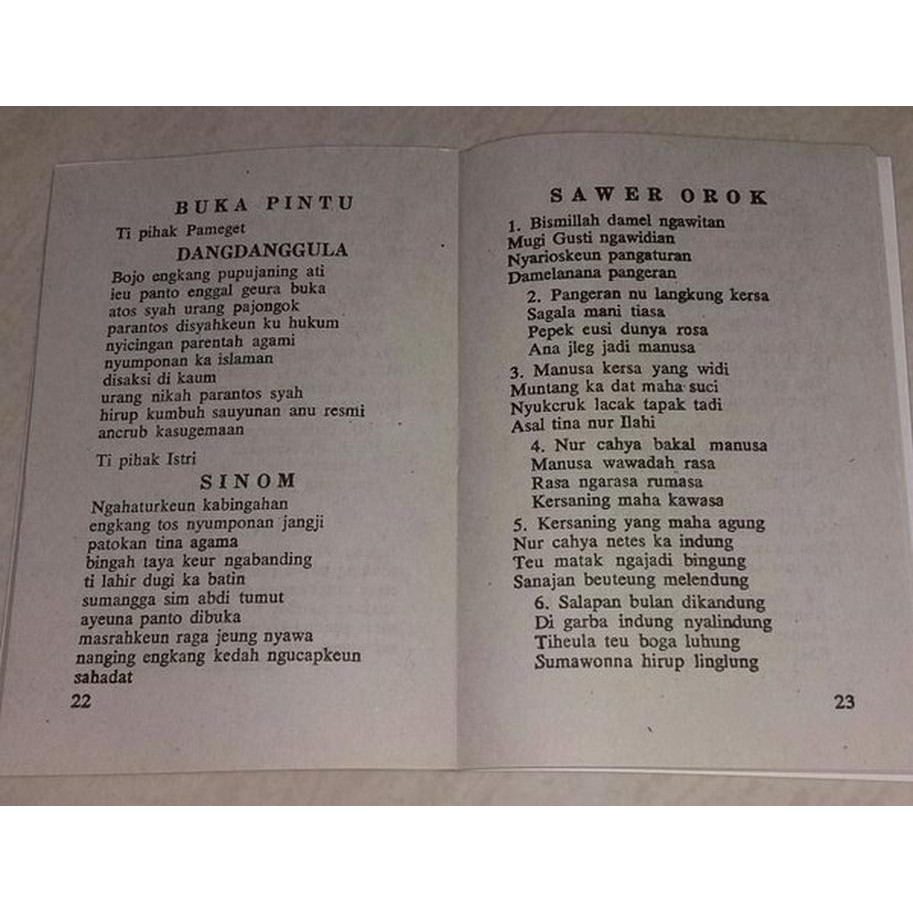 BUKA PINTU
Ti pihak Pameget
DANGDANGGULA
Bojo engkang pupujaning ati
ieu panto enggal geura buka
atos syah urang pajongok
parantos disyahkeun ku hukum
nyicingan parentah agami
nyumponan ka islaman
disaksi di kaum
urang nikah parantos syah
hirup kumbuh sauyunan anu resmi
ancrub kasugemaan
Ti pihak Istri
SINOM
Ngahaturkeun kabingahan
engkang tos nyumponan jangji
patokan tina agama
bingah taya keur ngabanding
ti lahir dugi ka batin
sumangga sim abdi tumut
ayeuna panto dibuka
masrahkeun raga jeung nyawa
nanging engkang kedah ngucapkeun
sahadat
22
SAWER OROK
1. Bismillah damel ngawitan
Mugi Gusti ngawidian
Nyarioskeun pangaturan
Damelanana pangeran
2. Pangeran nu langkung kersa
Sagala mani tiasa
Pepek eusi dunya rosa
Ana jleg jadi manusa
3. Manusa kersa yang widi
Muntang ka dat maha suci
Nyukcruk lacak tapak tadi
Asal tina nur Ilahi
4. Nur cahya bakal manusa
Manusa wawadah rasa
Rasa ngarasa rumasa
Kersaning maha kawasa
5. Kersaning yang maha agung
Nur cahya netes ka indung
Teu matak ngajadi bingung
Sanajan beuteung melendung
6. Salapan bulan dikandung
Di garba indung nyalindung
Tiheula teu boga luhung
Sumawonna hirup linglung
23